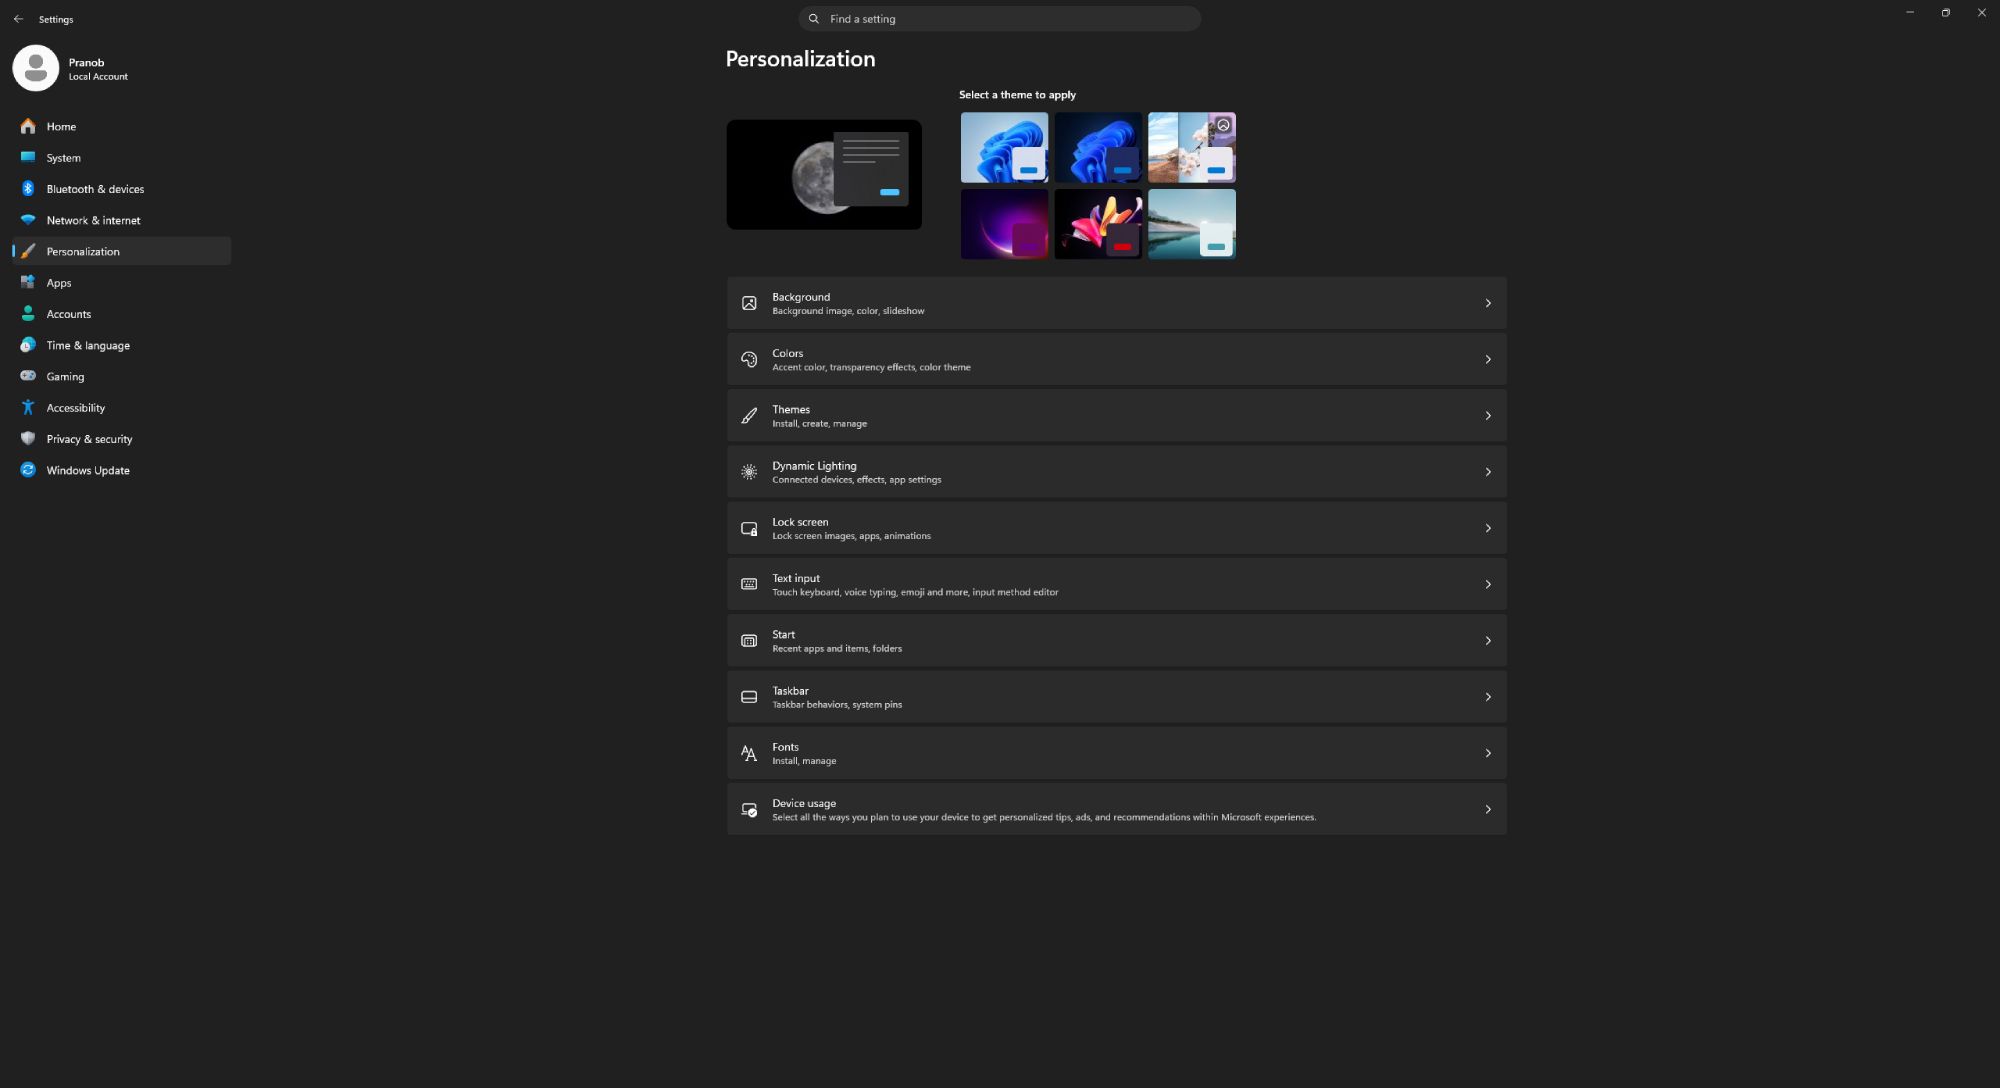 Settings
Find a setting
Pranob
Local Account
Home
System
Bluetooth & devices
Network & internet
Personalization
Apps
Accounts
Time & language
Gaming
Accessibility
Privacy & security
Windows Update
Personalization
Select a theme to apply
Background
Background image, color, slideshow
Colors
Accent color, transparency effects, color theme
Themes
Install, create, manage
Dynamic Lighting
Connected devices, effects, app settings
Lock screen
Lock screen images, apps, animations
Text input
Touch keyboard, voice typing, emoji and more, input method editor
Start
Recent apps and items, folders
Taskbar
Taskbar behaviors, system pins
Fonts
Install, manage
Device usage
Select all the ways you plan to use your device to get personalized tips, ads, and recommendations within Microsoft experiences.